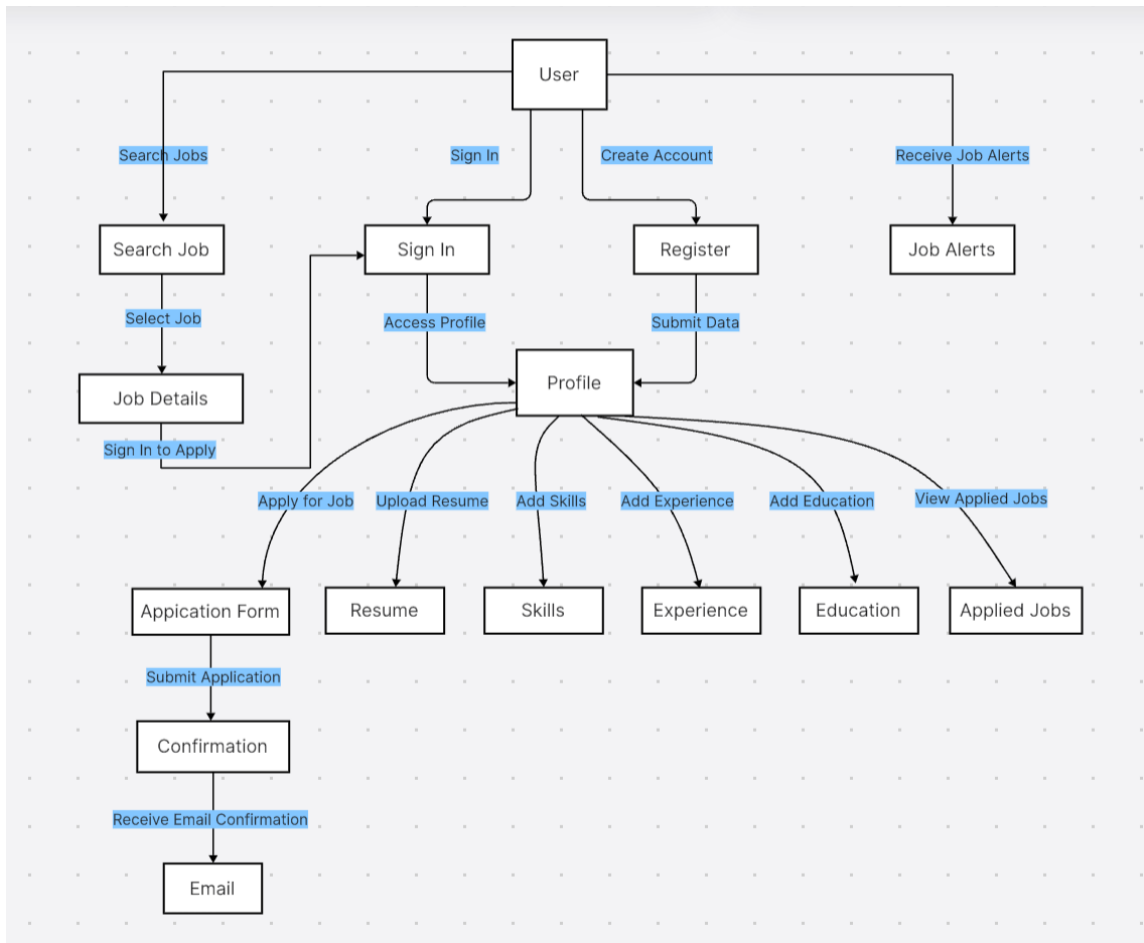 User
Search Jobs
Sign In
Create Account
Receive Job Alerts
Search Job
Sign In
Register
Job Alerts
Select Job
Access Profile
Submit Data
Profile
Job Details
Sign In to Apply
Apply for Job
Upload Resume
Add Skills
Add Experience
Add Education
View Applied Jobs
Appication Form
Resume
Skills
Experience
Education
Applied Jobs
Submit Application
Confirmation
Receive Email Confirmation
Email